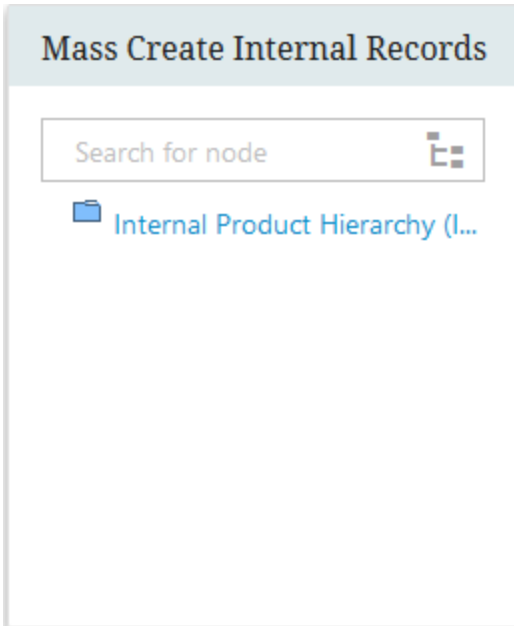 Mass Create Internal Records
Search for node
Internal Product Hierarchy (I...